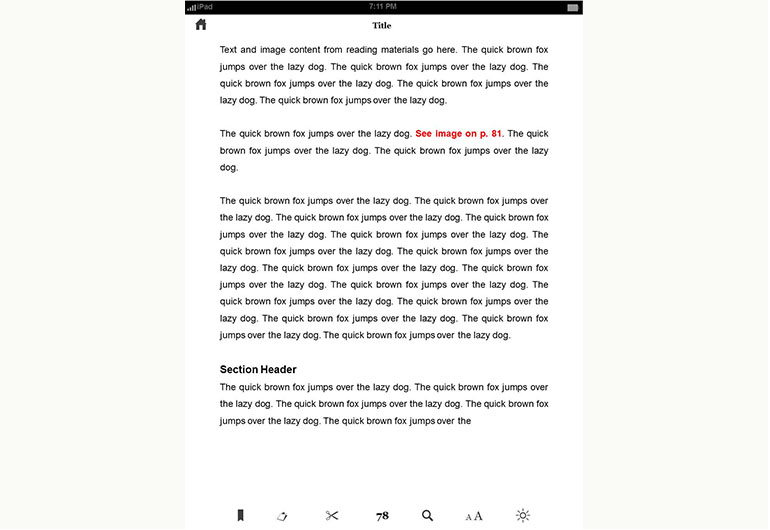 iPad
7:11 PM
Title
Text and image content from reading materials go here. The quick brown fox
jumps over the lazy dog. The quick brown fox jumps over the lazy dog. The
quick brown fox jumps over the lazy dog. The quick brown fox jumps over the
lazy dog. The quick brown fox jumps over the lazy dog.
The quick brown fox jumps over the lazy dog. See image on p. 81. The quick
brown fox jumps over the lazy dog. The quick brown fox jumps over the lazy
dog.
The quick brown fox jumps over the lazy dog. The quick brown fox jumps over
the lazy dog. The quick brown fox jumps over the lazy dog. The quick brown fox
jumps over the lazy dog. The quick brown fox jumps over the lazy dog. The
quick brown fox jumps over the lazy dog. The quick brown fox jumps over the
lazy dog. The quick brown fox jumps over the lazy dog. The quick brown fox
jumps over the lazy dog. The quick brown fox jumps over the lazy dog. The
quick brown fox jumps over the lazy dog. The quick brown fox jumps over the
lazy dog. The quick brown fox jumps over the lazy dog. The quick brown fox
jumps over the lazy dog. The quick brown fox jumps over the lazy dog.
Section Header
The quick brown fox jumps over the lazy dog. The quick brown fox jumps over
the lazy dog. The quick brown fox jumps over the lazy dog. The quick brown fox
jumps over the lazy dog. The quick brown fox jumps over the
78
A A